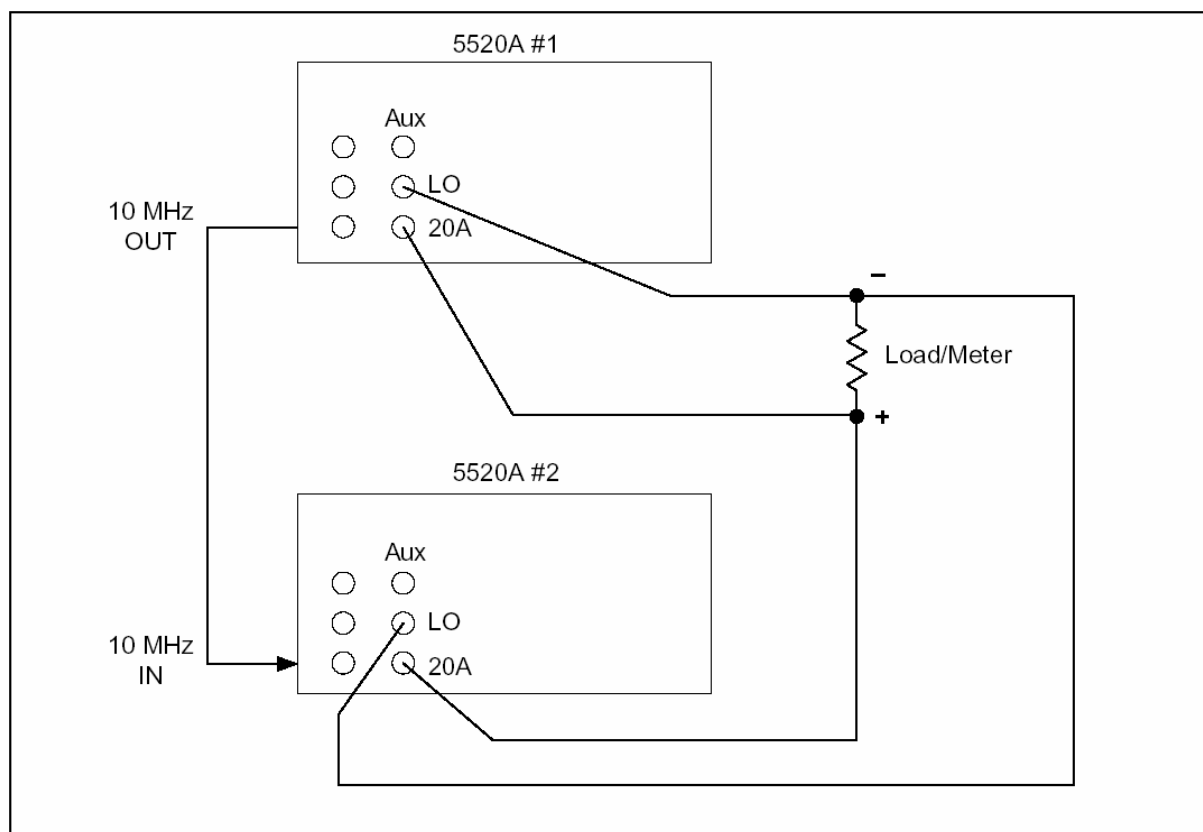 5520A #1
Aux
LO
20A
10 MHz
OUT
−
Load/Meter
+
5520A #2
Aux
LO
20A
10 MHz
IN